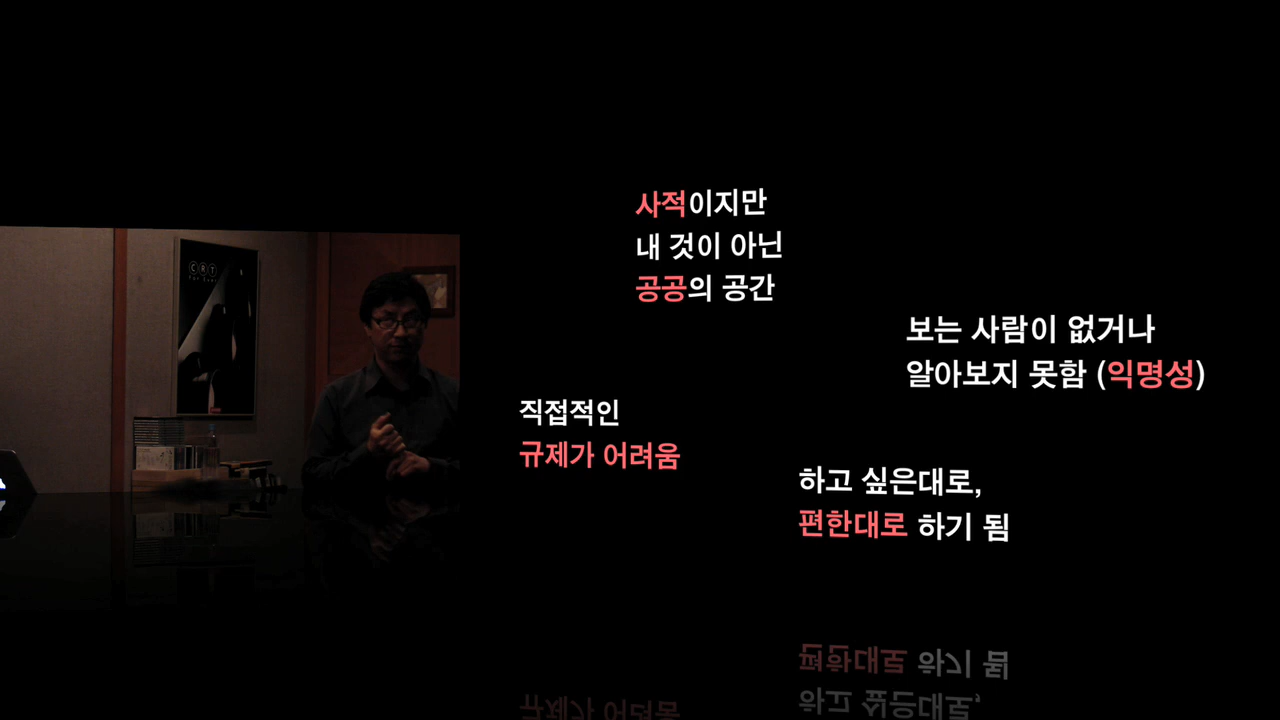 CRT
사적이지만
내 것이 아닌
공공의 공간
보는 사람이 없거나
알아보지 못함 (익명성)
직접적인
규제가 어려움
하고 싶은대로,
편한대로 하기 됨